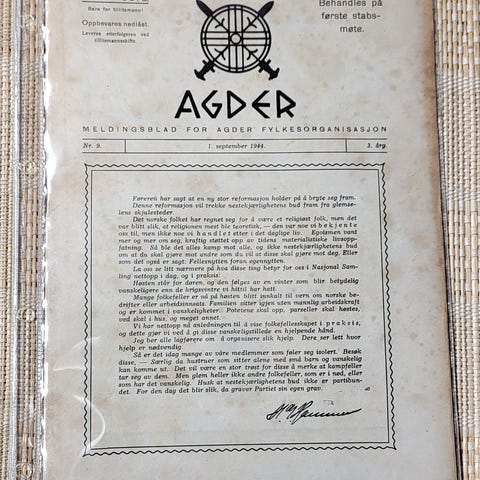 Bare for tillitsmenn!
Oppbevares nedlåst.
Leveres etterfølgeren ved
tillitsmannsskifte.
Behandles på
første stabs-
møte.
AGDER
MELDINGSBLAD FOR AGDER FYLKESORGANISASJON
Nr. 9. 1. september 1944. 3. årg.
Føreren har sagt at en ny stor reformasjon holder på å bryte seg fram.
Denne reformasjon vil trekke nestekjærlighetens bud fram fra glemse-
lens skjulesteder.
Det norske folket har regnet seg for å være et religiøst folk, men det
var blitt slik, at religionen mest ble teoretisk, — den var noe vi bekjente
til, men ikke noe vi handlet etter i det daglige liv. Egoismen vant
mer og mer om seg, kraftig støttet opp av tidens materialistiske livsopp-
fatning. Så ble det alles kamp mot alle, og ikke nestekjærlighetens bud
om at du skal gjøre mot andre som du vil at disse skal gjøre mot deg. Eller
som det også er sagt: Fellesnytten foran egennytten.
La oss se litt nærmere på hva disse ting betyr for oss i Nasjonal Sam-
ling nettopp i dag, og i praksis:
Høsten står for døren, og den følges av en vinter som blir betydelig
vanskeligere enn de krigsvintre vi hittil har hatt.
Mange folkefeller er nå på høsten blitt innkalt til vern om norske be-
drifter eller arbeidsinnsats. Familien sitter igjen uten mannlig arbeidskraft
og er kommet i vanskeligheter. Potetene skal opp, parseller skal høstes,
ved skal i hus, og meget annet.
Vi har nettopp nå anledningen til å vise folkefellesskapet i praksis,
og dette gjør vi ved å gi disse vanskeligstillede en hjelpende hånd.
Jeg ber alle lagførere om å organisere slik hjelp. Dere ser lett hvor
hjelp er nødvendig.
Så er det idag mange av våre medlemmer som føler seg isolert. Besøk
disse, — Særlig da hustruer som sitter alene med små barn og vanskelig
kan komme ut. Det vil være en stor trøst for disse å merke at kampfeller
tar seg av dem. Men glem heller ikke andre folkefeller, som er i nød, eller
som har det vanskelig. Husk at nestekjærlighetens bud ikke er partibun-
det. For den dag det blir slik, da graver Partiet sin egen grav.